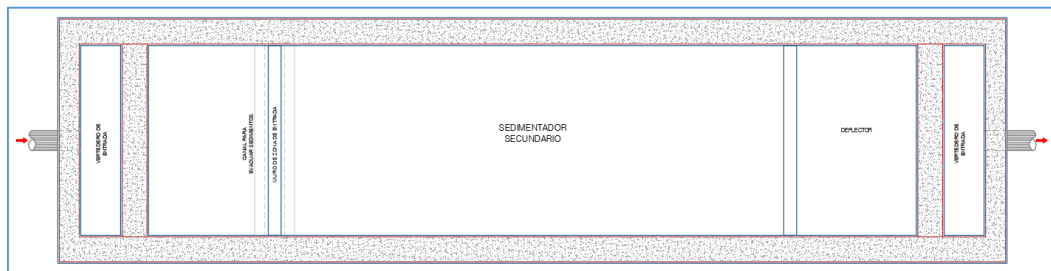 VERTEDERO DE
ENTRADA
CANAL PARA
EVACUAR SEDIMENTOS
MURO DE ZONA DE ENTRADA
SEDIMENTADOR
SECUNDARIO
DEFLECTOR
VERTEDERO DE
ENTRADA